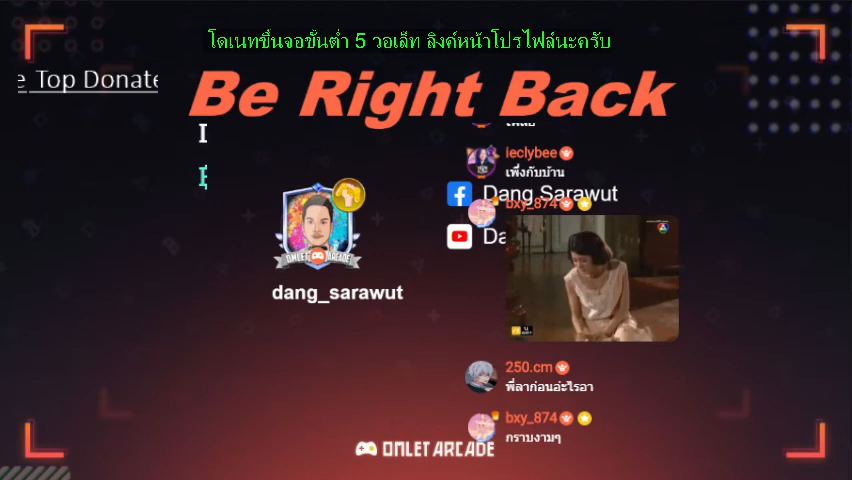 โดเนทขึ้นจอขั้นต่ำ 5 วอเล็ท ลิงค์หน้าโปรไฟล์นะครับ
Top Donate
Be Right Back
ieclybee
เพิ่งกับบ้าน
Dang Sarawut
bxy_874
OMLET ARCADE
dang_sarawut
250.cm
พี่ลาก่อนอ่ะไรอา
bxy_874
กราบงามๆ
OMLET ARCADE